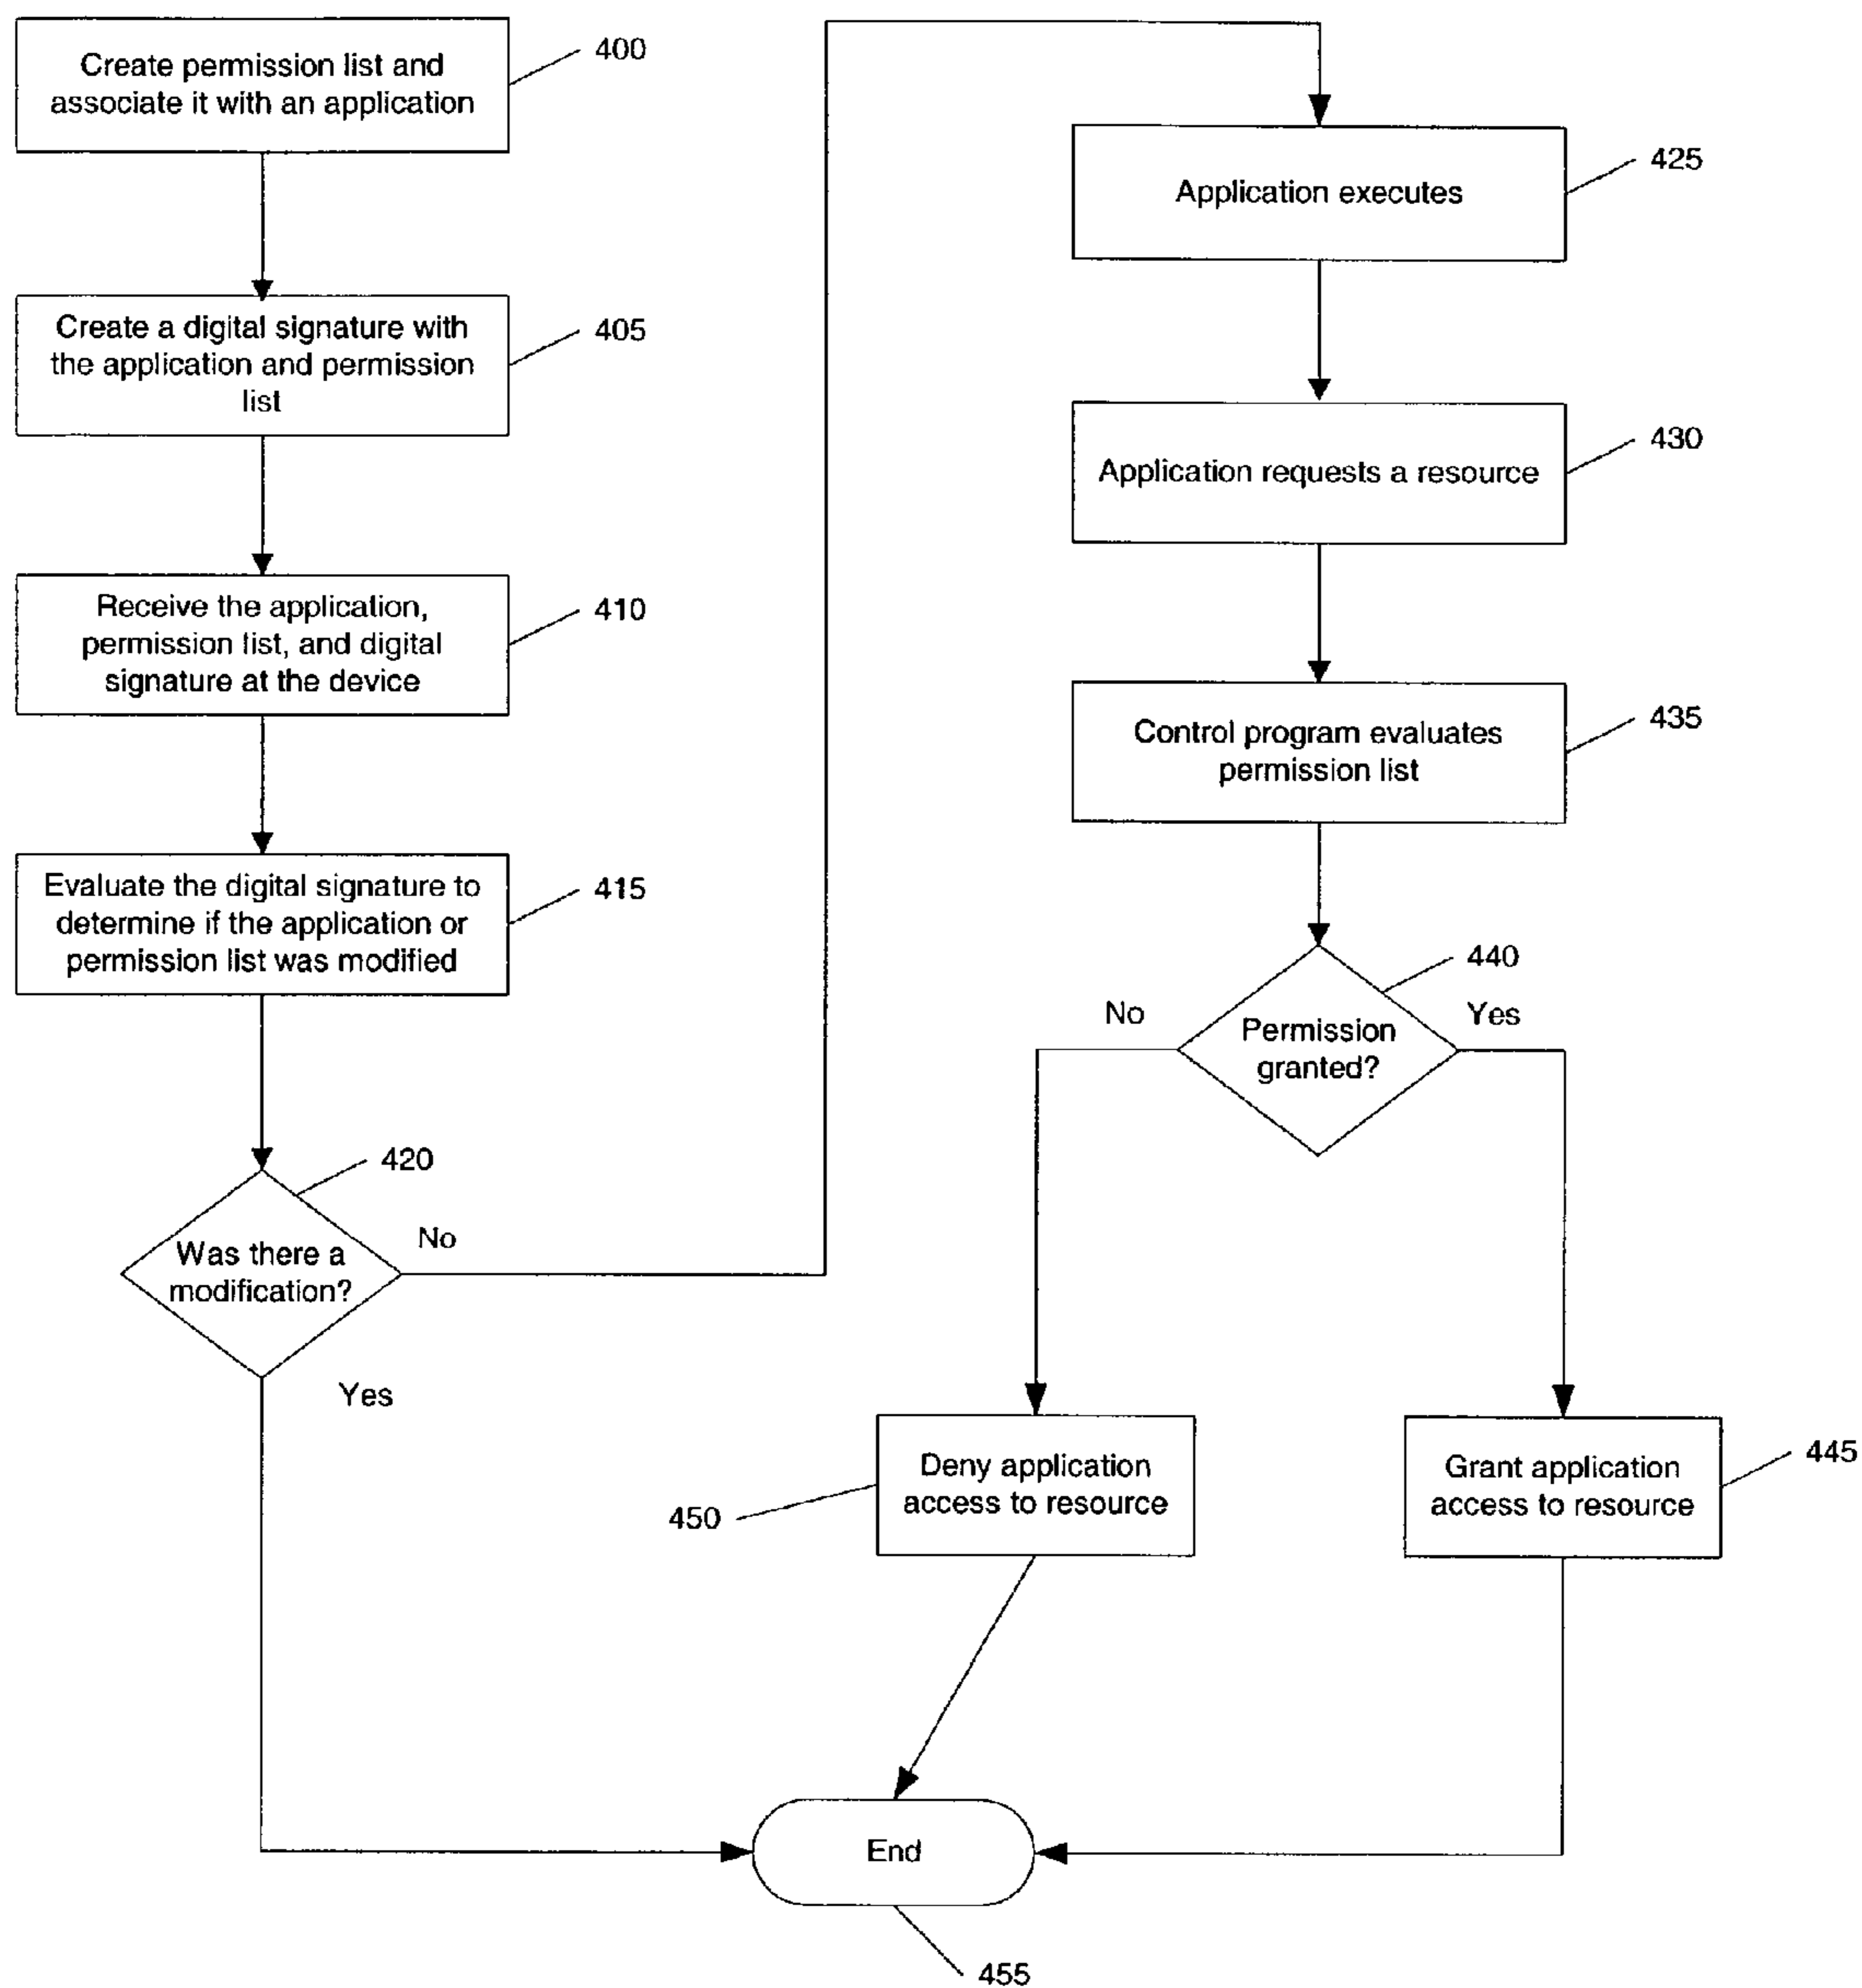 Create permission list and
associate it with an application
400
Create a digital signature with
the application and permission
list
405
Receive the application,
permission list, and digital
signature at the device
410
Evaluate the digital signature to
determine if the application or
permission list was modified
415
420
Was there a
modification?
No
Yes
Application executes
425
Application requests a resource
430
Control program evaluates
permission list
435
440
No
Permission
granted?
Yes
Deny application
access to resource
450
Grant application
access to resource
445
End
455